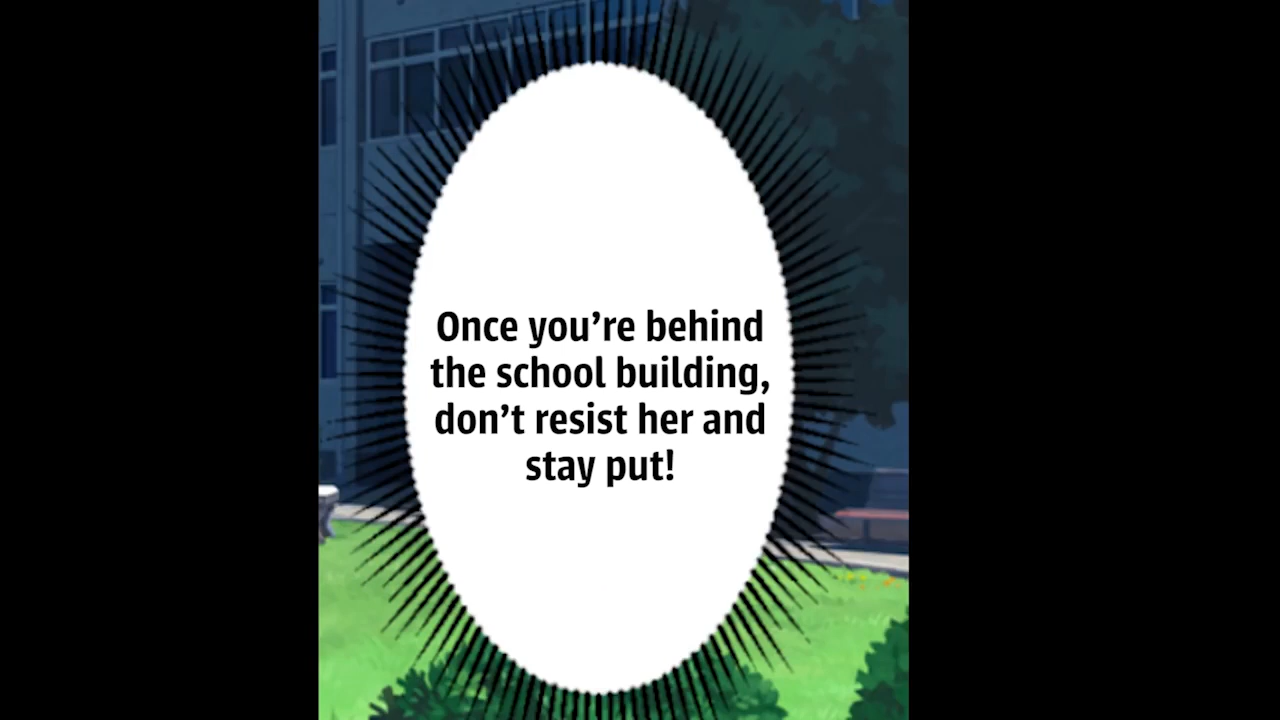 Once you’re behind
the school building,
don’t resist her and
stay put!